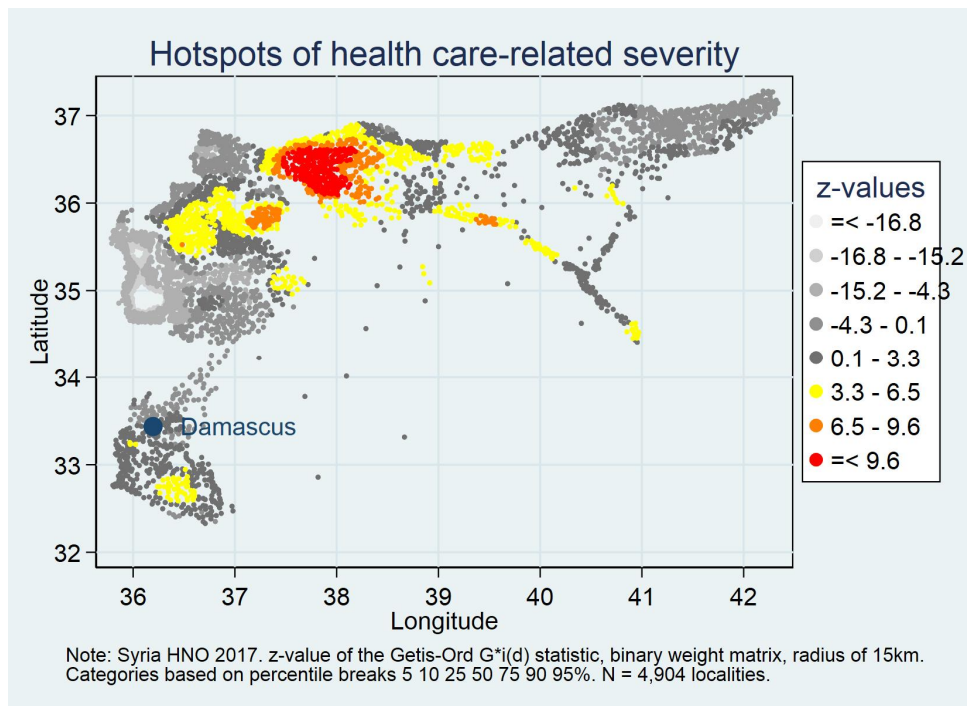 Hotspots of health care-related severity
37
36
35
34
33
32
Latitude
Damascus
36 37 38 39 40 41 42
Longitude
z-values
=< -16.8
-16.8 - -15.2
-15.2 - -4.3
-4.3 - 0.1
0.1 - 3.3
3.3 - 6.5
6.5 - 9.6
=< 9.6
Note: Syria HNO 2017. z-value of the Getis-Ord G*i(d) statistic, binary weight matrix, radius of 15km.
Categories based on percentile breaks 5 10 25 50 75 90 95%. N = 4,904 localities.